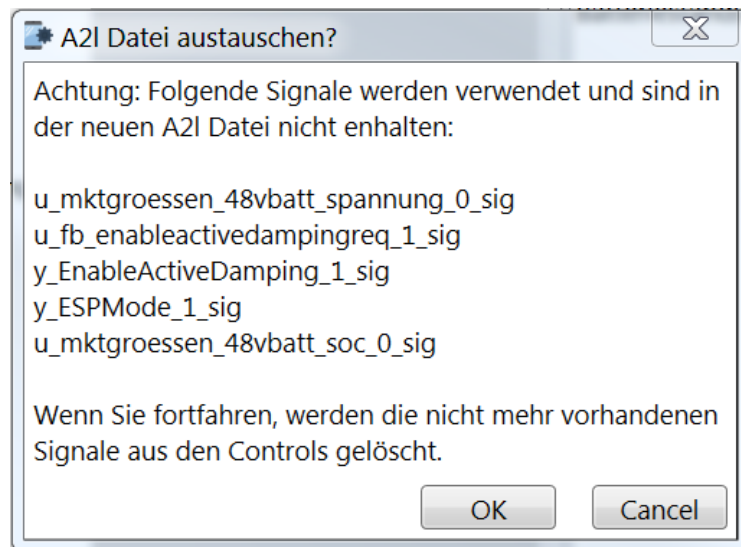 A2l Datei austauschen?
Achtung: Folgende Signale werden verwendet und sind in
der neuen A2l Datei nicht enhalten:
u_mktgroessen_48vbatt_spannung_0_sig
u_fb_enableactivedampingreq_1_sig
y_EnableActiveDamping_1_sig
y_ESPMode_1_sig
u_mktgroessen_48vbatt_soc_0_sig
Wenn Sie fortfahren, werden die nicht mehr vorhandenen
Signale aus den Controls gelöscht.
OK Cancel